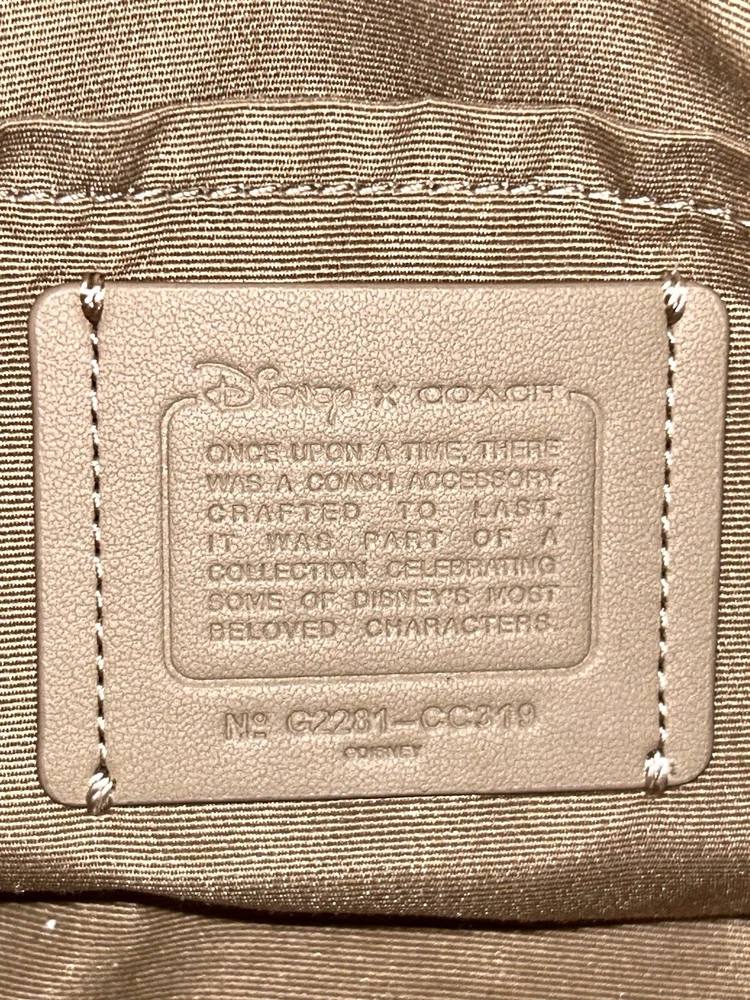 Disney X COACH
ONCE UPON A TIME, THERE
WAS A COACH ACCESSORY.
CRAFTED TO LAST,
IT WAS PART OF A
COLLECTION CELEBRATING
SOME OF DISNEY'S MOST
BELOVED CHARACTERS.
Nº G2281-CC319
©DISNEY